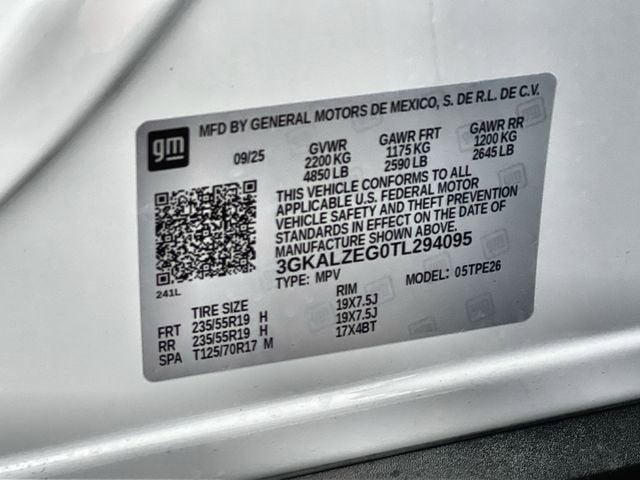 gm
MFD BY GENERAL MOTORS DE MEXICO, S. DE R.L. DE C.V.
09/25 GVWR GAWR FRT GAWR RR
2200 KG 1175 KG 1200 KG
4850 LB 2590 LB 2645 LB
THIS VEHICLE CONFORMS TO ALL
APPLICABLE U.S. FEDERAL MOTOR
VEHICLE SAFETY AND THEFT PREVENTION
STANDARDS IN EFFECT ON THE DATE OF
MANUFACTURE SHOWN ABOVE.
3GKALZEG0TL294095
TYPE: MPV MODEL: 05TPE26
241L
TIRE SIZE RIM
FRT 235/55R19 H 19X7.5J
RR 235/55R19 H 19X7.5J
SPA T125/70R17 M 17X4BT